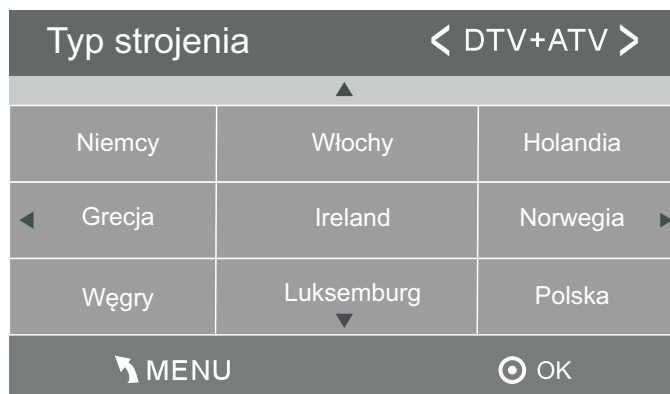 Typ strojenia < DTV+ATV >
Niemcy Włochy Holandia
Grecja Ireland Norwegia
Węgry Luksemburg Polska
MENU OK